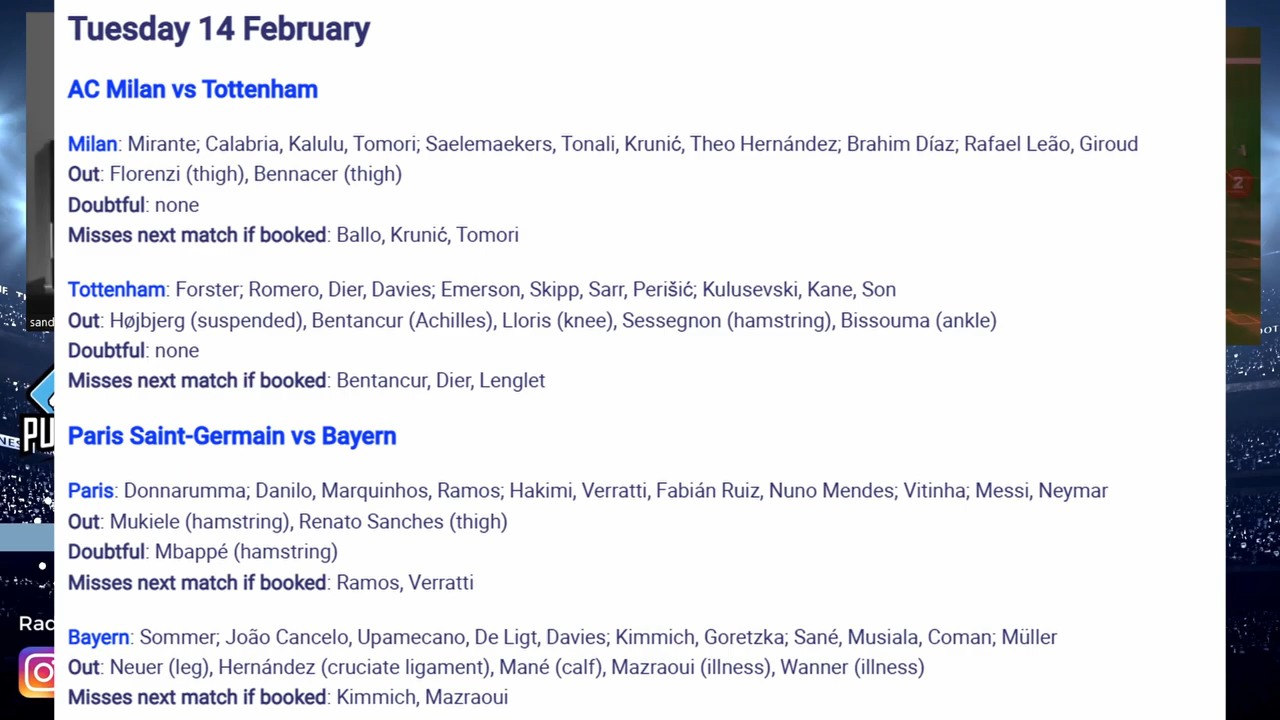 Tuesday 14 February
AC Milan vs Tottenham
Milan: Mirante; Calabria, Kalulu, Tomori; Saelemaekers, Tonali, Krunić, Theo Hernández; Brahim Díaz; Rafael Leão, Giroud
Out: Florenzi (thigh), Bennacer (thigh)
Doubtful: none
Misses next match if booked: Ballo, Krunić, Tomori
Tottenham: Forster; Romero, Dier, Davies; Emerson, Skipp, Sarr, Perišić; Kulusevski, Kane, Son
Out: Højbjerg (suspended), Bentancur (Achilles), Lloris (knee), Sessegnon (hamstring), Bissouma (ankle)
Doubtful: none
Misses next match if booked: Bentancur, Dier, Lenglet
Paris Saint-Germain vs Bayern
Paris: Donnarumma; Danilo, Marquinhos, Ramos; Hakimi, Verratti, Fabián Ruiz, Nuno Mendes; Vitinha; Messi, Neymar
Out: Mukiele (hamstring), Renato Sanches (thigh)
Doubtful: Mbappé (hamstring)
Misses next match if booked: Ramos, Verratti
Bayern: Sommer; João Cancelo, Upamecano, De Ligt, Davies; Kimmich, Goretzka; Sané, Musiala, Coman; Müller
Out: Neuer (leg), Hernández (cruciate ligament), Mané (calf), Mazraoui (illness), Wanner (illness)
Misses next match if booked: Kimmich, Mazraoui
sand
PU
Rad
2